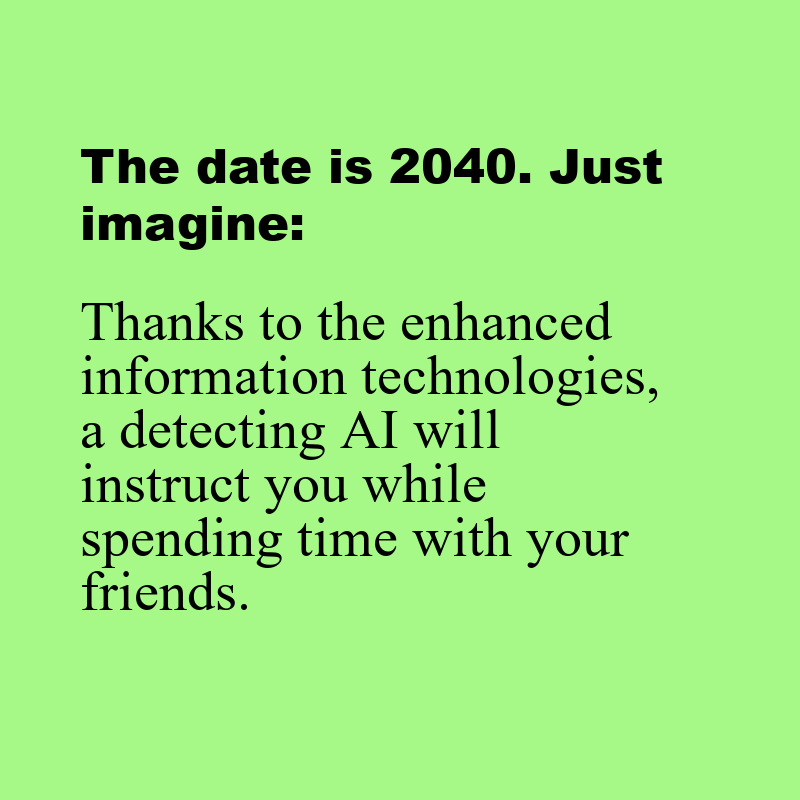 The date is 2040. Just
imagine:
Thanks to the enhanced
information technologies,
a detecting AI will
instruct you while
spending time with your
friends.